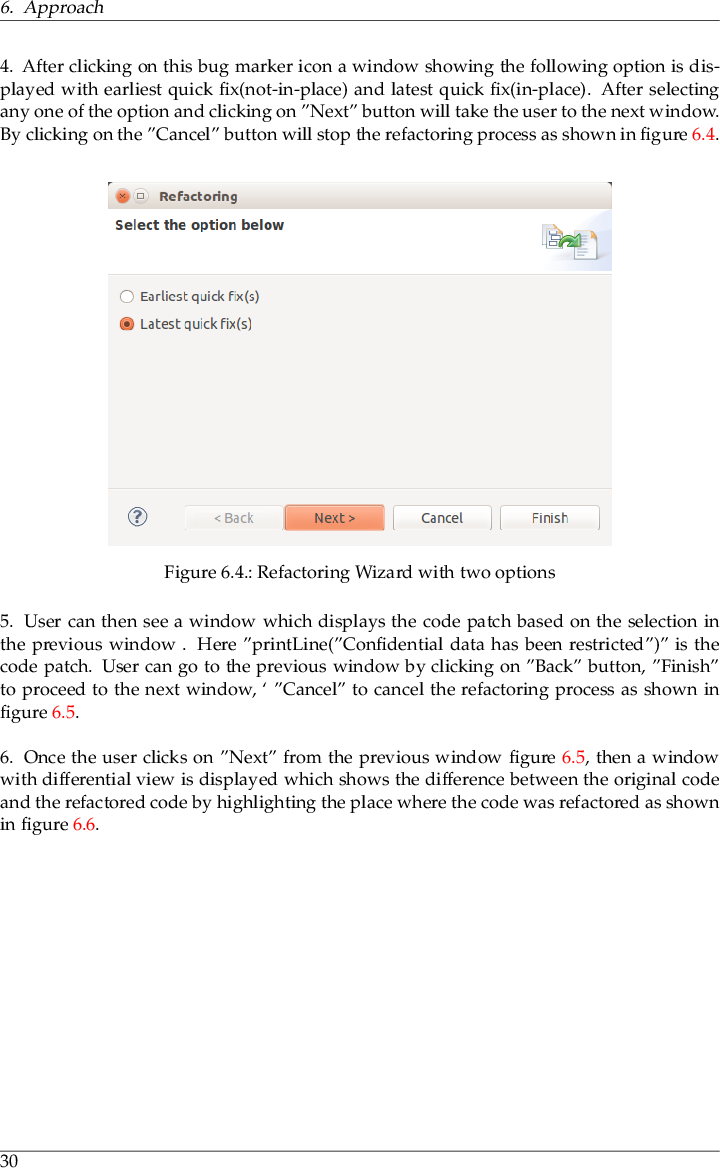 6. Approach
4. After clicking on this bug marker icon a window showing the following option is dis-
played with earliest quick fix(not-in-place) and latest quick fix(in-place). After selecting
any one of the option and clicking on ”Next” button will take the user to the next window.
By clicking on the ”Cancel” button will stop the refactoring process as shown in figure 6.4.
Refactoring
Select the option below
Earliest quick fix(s)
Latest quick fix(s)
?
< Back
Next >
Cancel
Finish
Figure 6.4.: Refactoring Wizard with two options
5. User can then see a window which displays the code patch based on the selection in
the previous window . Here ”printLine(”Confidential data has been restricted”)” is the
code patch. User can go to the previous window by clicking on ”Back” button, ”Finish”
to proceed to the next window, ‘ ”Cancel” to cancel the refactoring process as shown in
figure 6.5.
6. Once the user clicks on ”Next” from the previous window figure 6.5, then a window
with differential view is displayed which shows the difference between the original code
and the refactored code by highlighting the place where the code was refactored as shown
in figure 6.6.
30